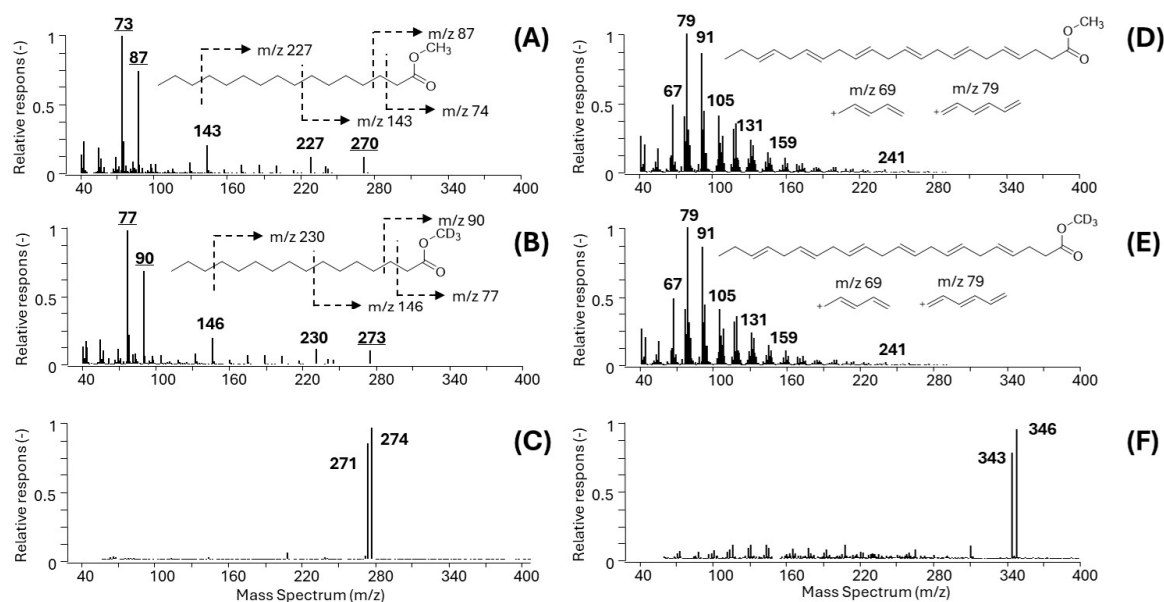 (A)
Relative respons (-)
1
0.5
0
73
87
143
227
270
m/z 227
m/z 87
m/z 143
m/z 74
O
CH3
O
40 100 160 220 280 340 400
(B)
Relative respons (-)
1
0.5
0
77
90
146
230
273
m/z 230
m/z 90
m/z 146
m/z 77
O
CD3
O
40 100 160 220 280 340 400
(C)
Relative respons (-)
1
0.5
0
271
274
40 100 160 220 280 340 400
Mass Spectrum (m/z)
(D)
Relative respons (-)
1
0.5
0
79
91
67
105
131
159
241
m/z 69
m/z 79
+
+
O
CH3
O
40 100 160 220 280 340 400
(E)
Relative respons (-)
1
0.5
0
79
91
67
105
131
159
241
m/z 69
m/z 79
+
+
O
CD3
O
40 100 160 220 280 340 400
(F)
Relative respons (-)
1
0.5
0
343
346
40 100 160 220 280 340 400
Mass Spectrum (m/z)